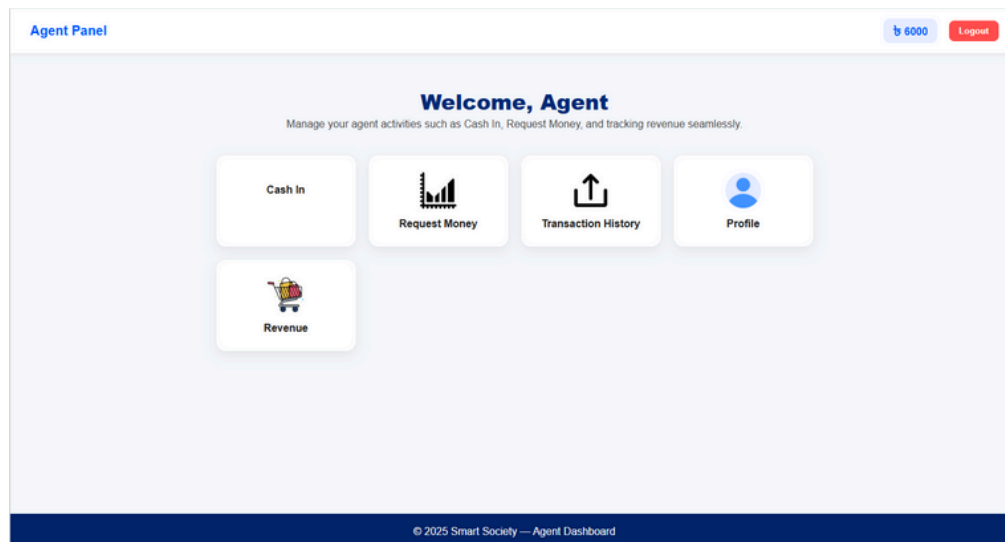 Agent Panel
৳ 6000
Logout
Welcome, Agent
Manage your agent activities such as Cash In, Request Money, and tracking revenue seamlessly.
Cash In
Request Money
Transaction History
Profile
Revenue
© 2025 Smart Society — Agent Dashboard